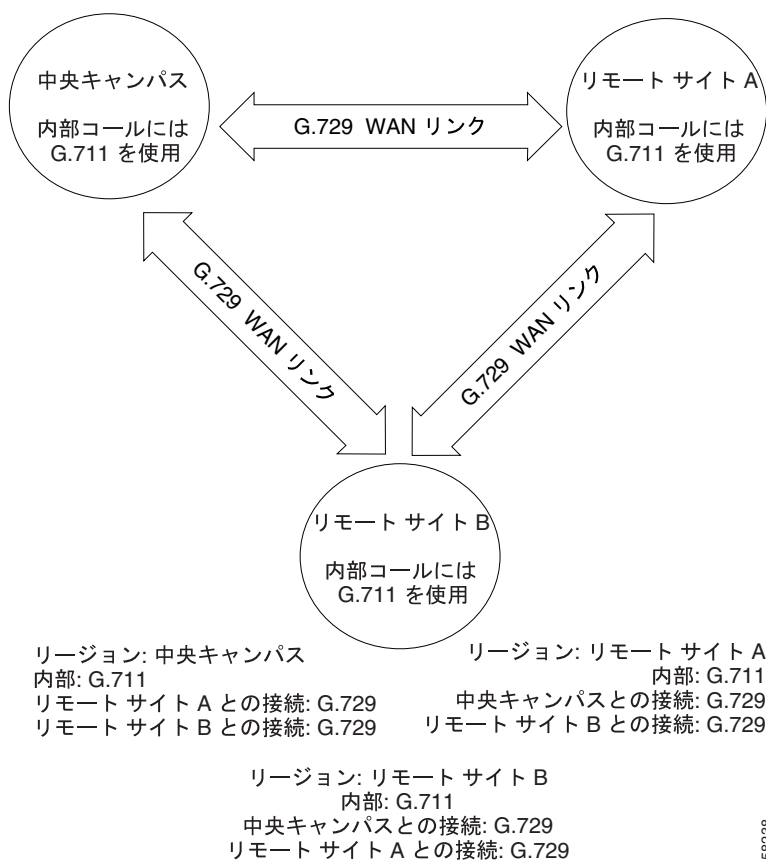 中央キャンパス
内部コールには
G.711 を使用
G.729 WAN リンク
リモート サイト A
内部コールには
G.711 を使用
G.729 WAN リンク
G.729 WAN リンク
リモート サイト B
内部コールには
G.711 を使用
リージョン: 中央キャンパス
内部: G.711
リモート サイト A との接続: G.729
リモート サイト B との接続: G.729
リージョン: リモート サイト A
内部: G.711
中央キャンパスとの接続: G.729
リモート サイト B との接続: G.729
リージョン: リモート サイト B
内部: G.711
中央キャンパスとの接続: G.729
リモート サイト A との接続: G.729